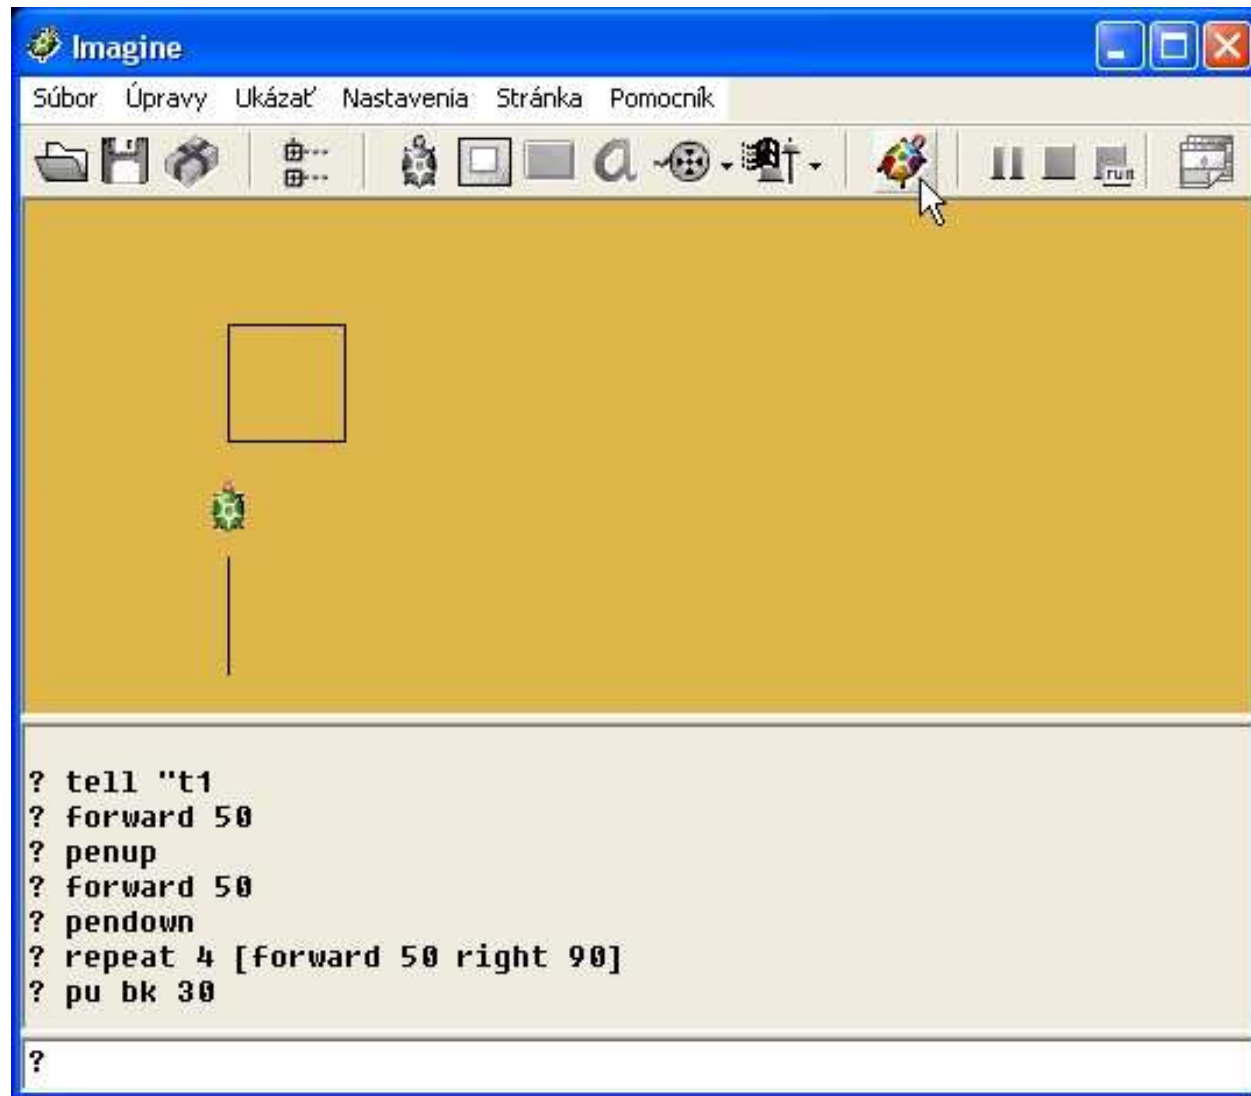 Imagine
Súbor Úpravy Ukázať Nastavenia Stránka Pomocník
run
? tell "t1
? forward 50
? penup
? forward 50
? pendown
? repeat 4 [forward 50 right 90]
? pu bk 30
?